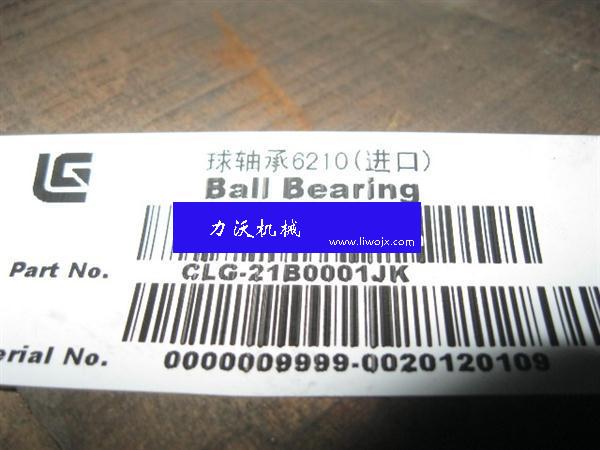 LG
球轴承6210(进口)
Ball Bearing
力沃机械
www.liwojx.com
Part No.
CLG-21B0001JK
erial No.
0000009999-0020120109